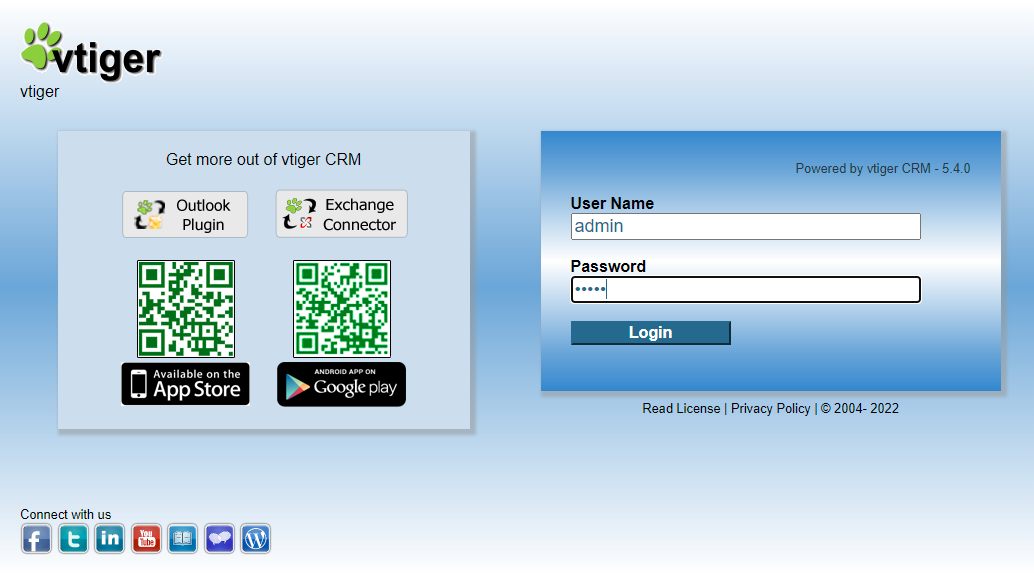 vtiger
vtiger
Get more out of vtiger CRM
Outlook
Plugin
Exchange
Connector
Available on the
App Store
ANDROID APP ON
Google play
Powered by vtiger CRM - 5.4.0
User Name
admin
Password
•••••
Login
Read License | Privacy Policy | © 2004- 2022
Connect with us
f
t
in
You
Tube
W